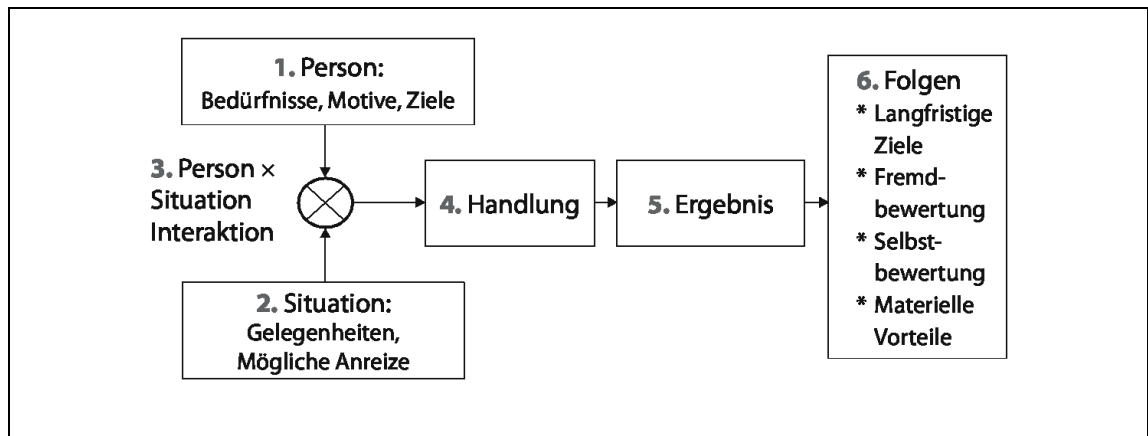 1. Person:
Bedürfnisse, Motive, Ziele
3. Person ×
Situation
Interaktion
2. Situation:
Gelegenheiten,
Mögliche Anreize
4. Handlung
5. Ergebnis
6. Folgen
* Langfristige
Ziele
* Fremd-
bewertung
* Selbst-
bewertung
* Materielle
Vorteile